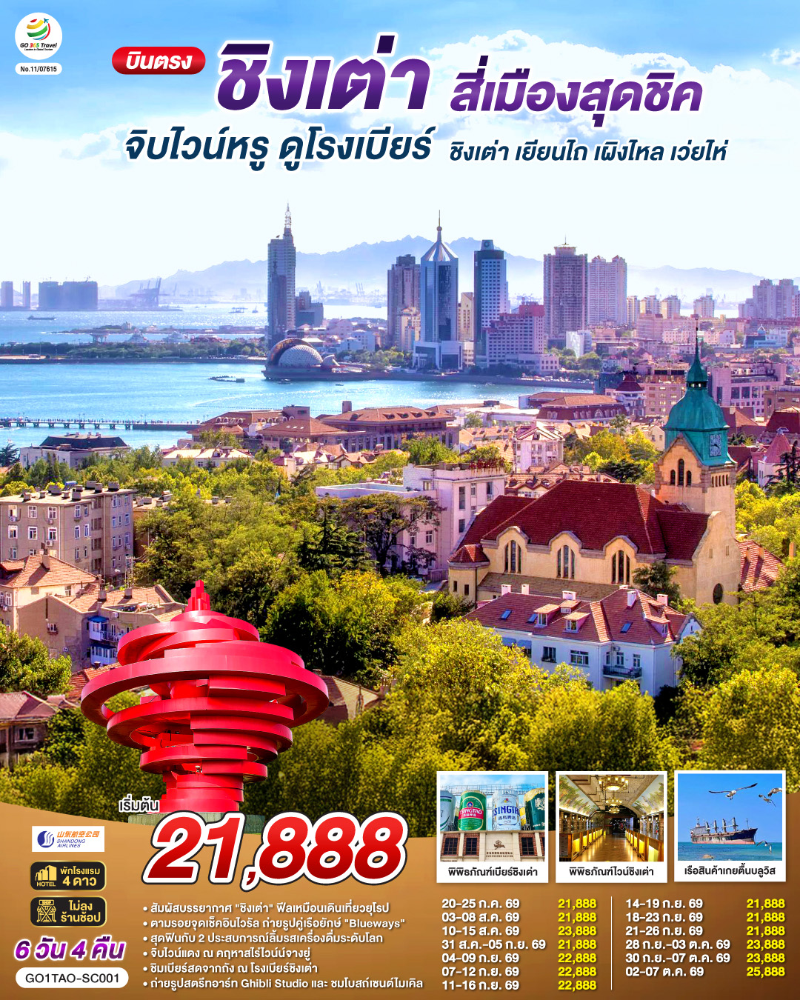 GO 365 Travel
Leaders in Global Tourism
No.11/07615
บินตรง
ชิงเต่า สี่เมืองสุดชิค
จิบไวน์หรู ดูโรงเบียร์ ชิงเต่า เยียนไถ เผิงไหล เว่ยไห่
เริ่มต้น
21,888
山东航空公司
SHANDONG
AIRLINES
HOTEL
พักโรงแรม
4 ดาว
SHOP
ไม่ลง
ร้านช้อป
6 วัน 4 คืน
GO1TAO-SC001
• สัมผัสบรรยากาศ "ชิงเต่า" ฟีลเหมือนเดินเที่ยวยุโรป
• ตามรอยจุดเช็คอินไวรัล ถ่ายรูปคู่เรือยักษ์ "Blueways"
• สุดฟินกับ 2 ประสบการณ์ลิ้มรสเครื่องดื่มระดับโลก
• จิบไวน์แดง ณ คฤหาสไร่ไวน์น์จางยู่
• ชิมเบียร์สดจากถัง ณ โรงเบียร์ชิงเต่า
• ถ่ายรูปสตรีทอาร์ท Ghibli Studio และ ชมโบสถ์เซนต์ไมเคิล
TSINGTAO
SINGTA
พิพิธภัณฑ์เบียร์ชิงเต่า
พิพิธภัณฑ์ไวน์ชิงเต่า
เรือสินค้าเกยตื้นบลูวิส
20-25 ก.ค. 69 21,888
03-08 ส.ค. 69 21,888
10-15 ส.ค. 69 23,888
31 ส.ค.-05 ก.ย. 69 21,888
04-09 ก.ย. 69 22,888
07-12 ก.ย. 69 22,888
11-16 ก.ย. 69 22,888
14-19 ก.ย. 69 21,888
18-23 ก.ย. 69 21,888
21-26 ก.ย. 69 21,888
28 ก.ย.-03 ต.ค. 69 23,888
30 ก.ย.-07 ต.ค. 69 23,888
02-07 ต.ค. 69 25,888